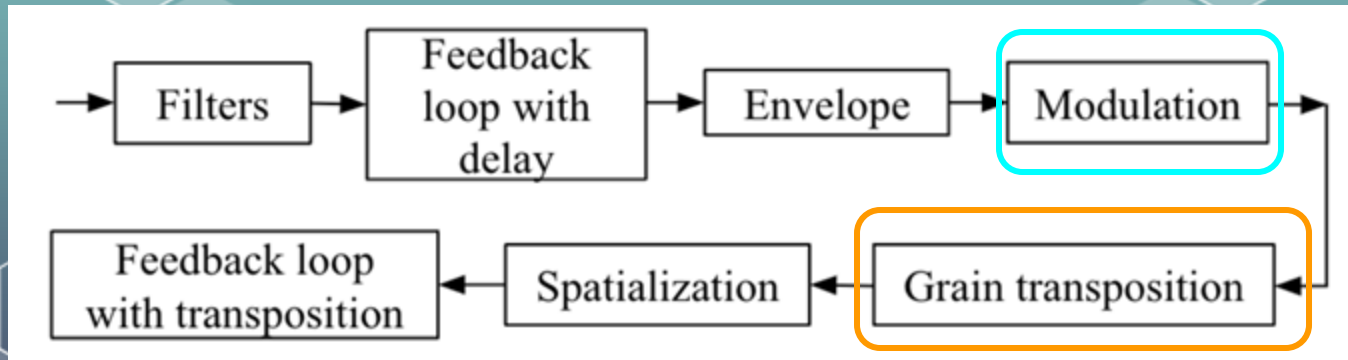 Filters
Feedback
loop with
delay
Envelope
Modulation
Grain transposition
Spatialization
Feedback loop
with transposition